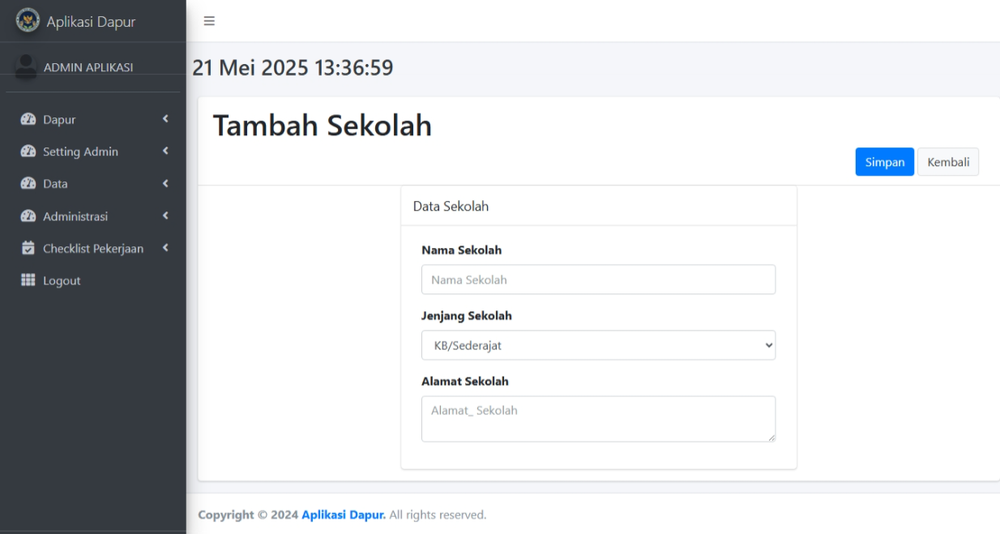 Aplikasi Dapur
ADMIN APLIKASI
Dapur
Setting Admin
Data
Administrasi
Checklist Pekerjaan
Logout
21 Mei 2025 13:36:59
Tambah Sekolah
Simpan Kembali
Data Sekolah
Nama Sekolah
Nama Sekolah
Jenjang Sekolah
KB/Sederajat
Alamat Sekolah
Alamat_ Sekolah
Copyright © 2024 Aplikasi Dapur. All rights reserved.